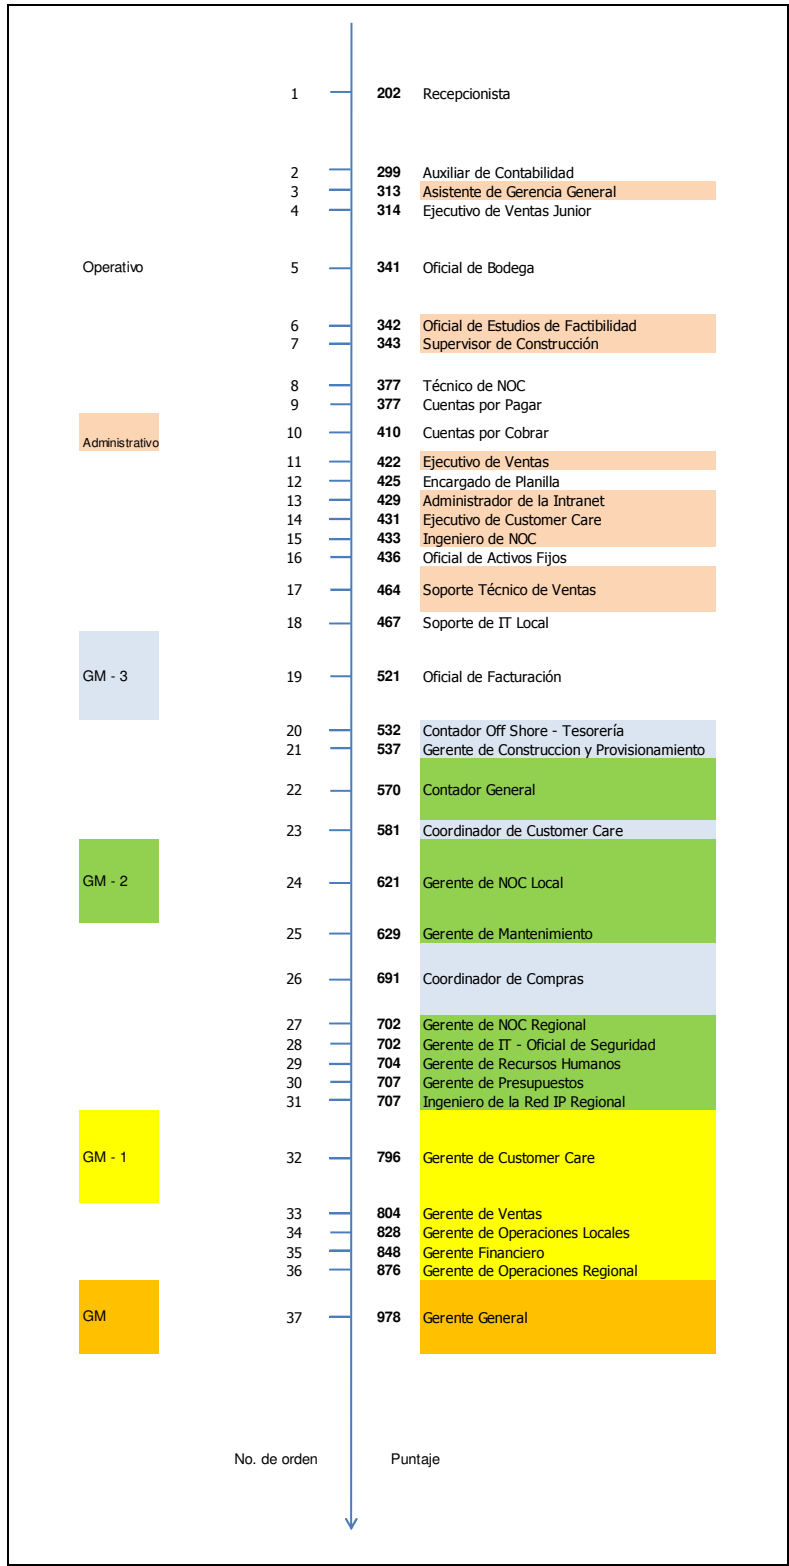 1 202 Recepcionista
2 299 Auxiliar de Contabilidad
3 313 Asistente de Gerencia General
4 314 Ejecutivo de Ventas Junior
Operativo 5 341 Oficial de Bodega
6 342 Oficial de Estudios de Factibilidad
7 343 Supervisor de Construcción
8 377 Técnico de NOC
9 377 Cuentas por Pagar
Administrativo 10 410 Cuentas por Cobrar
11 422 Ejecutivo de Ventas
12 425 Encargado de Planilla
13 429 Administrador de la Intranet
14 431 Ejecutivo de Customer Care
15 433 Ingeniero de NOC
16 436 Oficial de Activos Fijos
17 464 Soporte Técnico de Ventas
18 467 Soporte de IT Local
GM - 3 19 521 Oficial de Facturación
20 532 Contador Off Shore - Tesorería
21 537 Gerente de Construccion y Provisionamiento
22 570 Contador General
23 581 Coordinador de Customer Care
GM - 2 24 621 Gerente de NOC Local
25 629 Gerente de Mantenimiento
26 691 Coordinador de Compras
27 702 Gerente de NOC Regional
28 702 Gerente de IT - Oficial de Seguridad
29 704 Gerente de Recursos Humanos
30 707 Gerente de Presupuestos
31 707 Ingeniero de la Red IP Regional
GM - 1 32 796 Gerente de Customer Care
33 804 Gerente de Ventas
34 828 Gerente de Operaciones Locales
35 848 Gerente Financiero
36 876 Gerente de Operaciones Regional
GM 37 978 Gerente General
No. de orden Puntaje